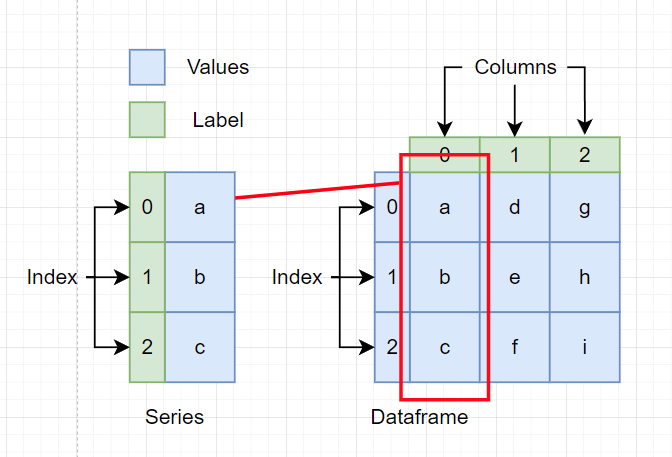 Values
Label
Columns
0 1 2
0 a
1 b
2 c
Index
0 a d g
1 b e h
2 c f i
Index
Series
Dataframe